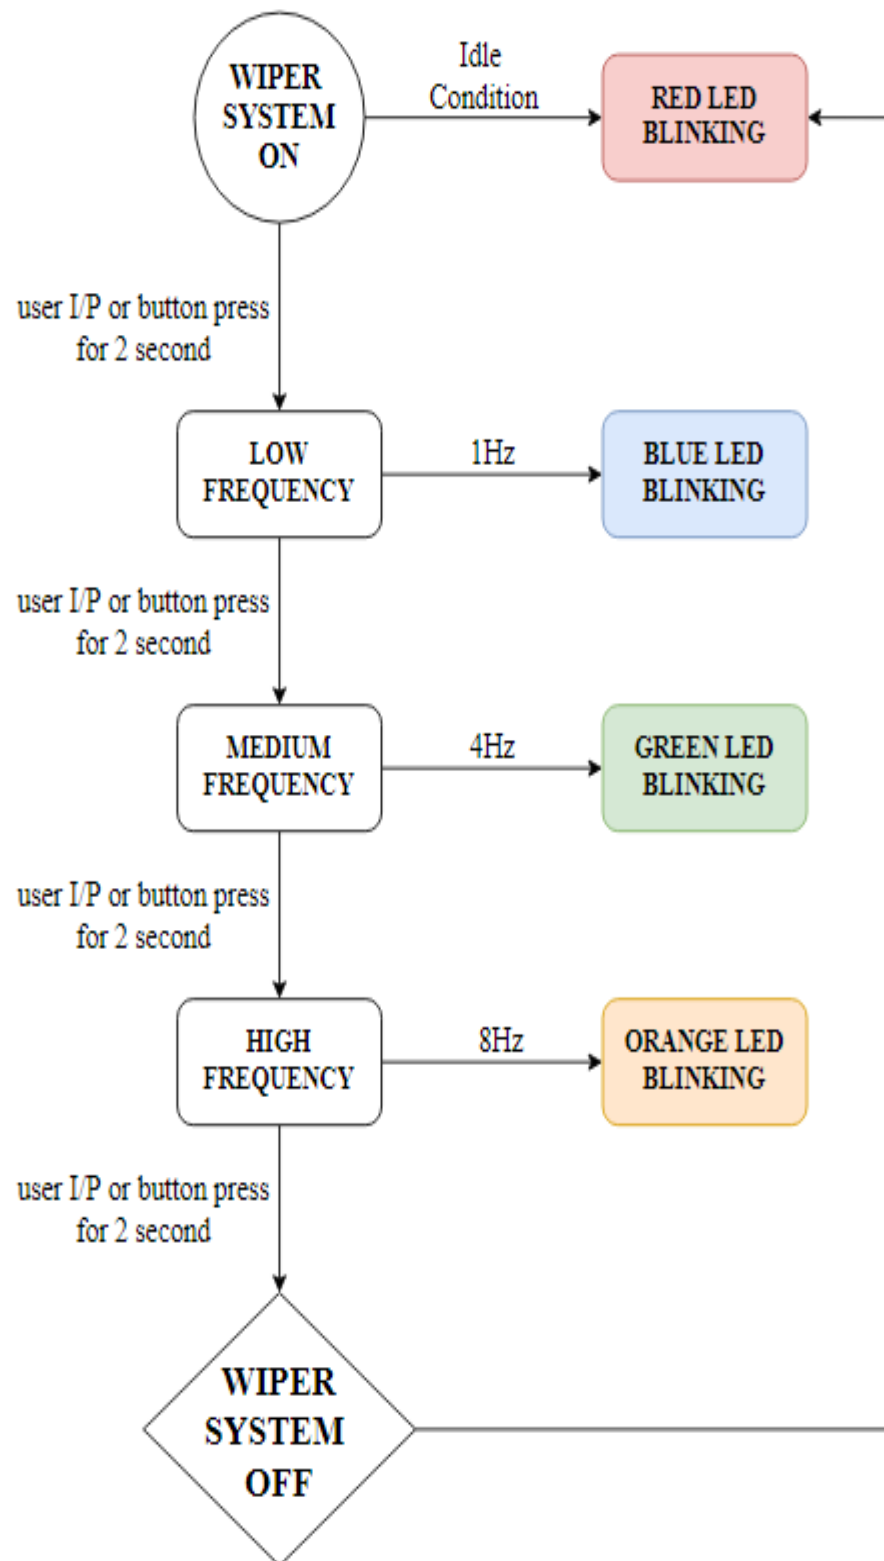 WIPER
SYSTEM
ON
Idle
Condition
RED LED
BLINKING
user I/P or button press
for 2 second
LOW
FREQUENCY
1Hz
BLUE LED
BLINKING
user I/P or button press
for 2 second
MEDIUM
FREQUENCY
4Hz
GREEN LED
BLINKING
user I/P or button press
for 2 second
HIGH
FREQUENCY
8Hz
ORANGE LED
BLINKING
user I/P or button press
for 2 second
WIPER
SYSTEM
OFF